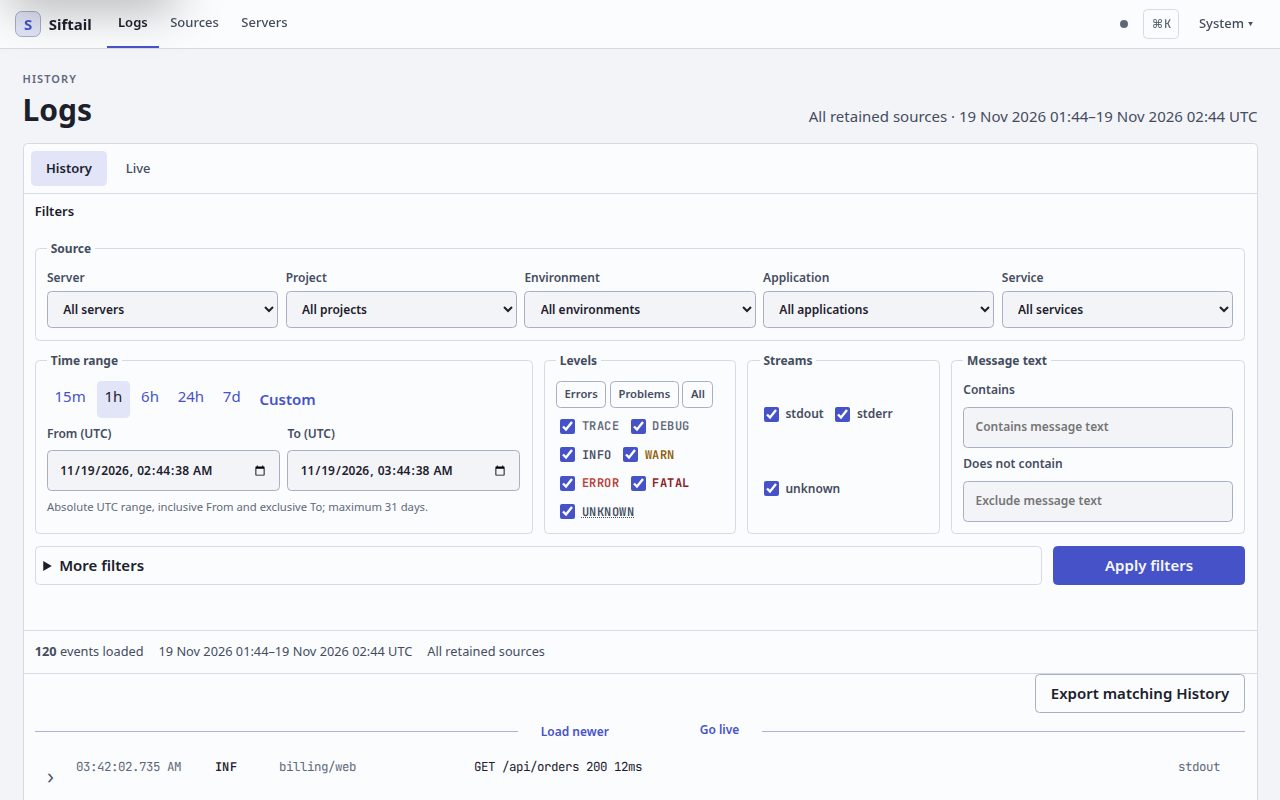 S Siftail Logs Sources Servers ⌘K System ▾
HISTORY
Logs
All retained sources · 19 Nov 2026 01:44–19 Nov 2026 02:44 UTC
History Live
Filters
Source
Server Project Environment Application Service
All servers All projects All environments All applications All services
Time range
15m 1h 6h 24h 7d Custom
From (UTC) To (UTC)
11/19/2026, 02:44:38 AM 11/19/2026, 03:44:38 AM
Absolute UTC range, inclusive From and exclusive To; maximum 31 days.
Levels
Errors Problems All
TRACE DEBUG
INFO WARN
ERROR FATAL
UNKNOWN
Streams
stdout stderr
unknown
Message text
Contains
Contains message text
Does not contain
Exclude message text
▶ More filters
Apply filters
120 events loaded 19 Nov 2026 01:44–19 Nov 2026 02:44 UTC All retained sources
Export matching History
Load newer Go live
› 03:42:02.735 AM INF billing/web GET /api/orders 200 12ms stdout